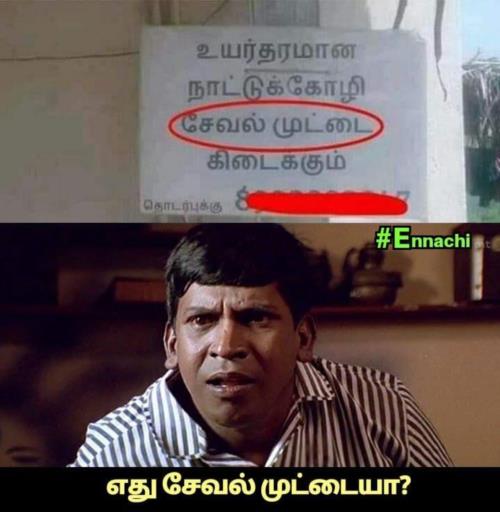 உயர்தரமான
நாட்டுக்கோழி
சேவல் முட்டை
கிடைக்கும்
தொடர்புக்கு
#Ennachi
எது சேவல் முட்டையா?